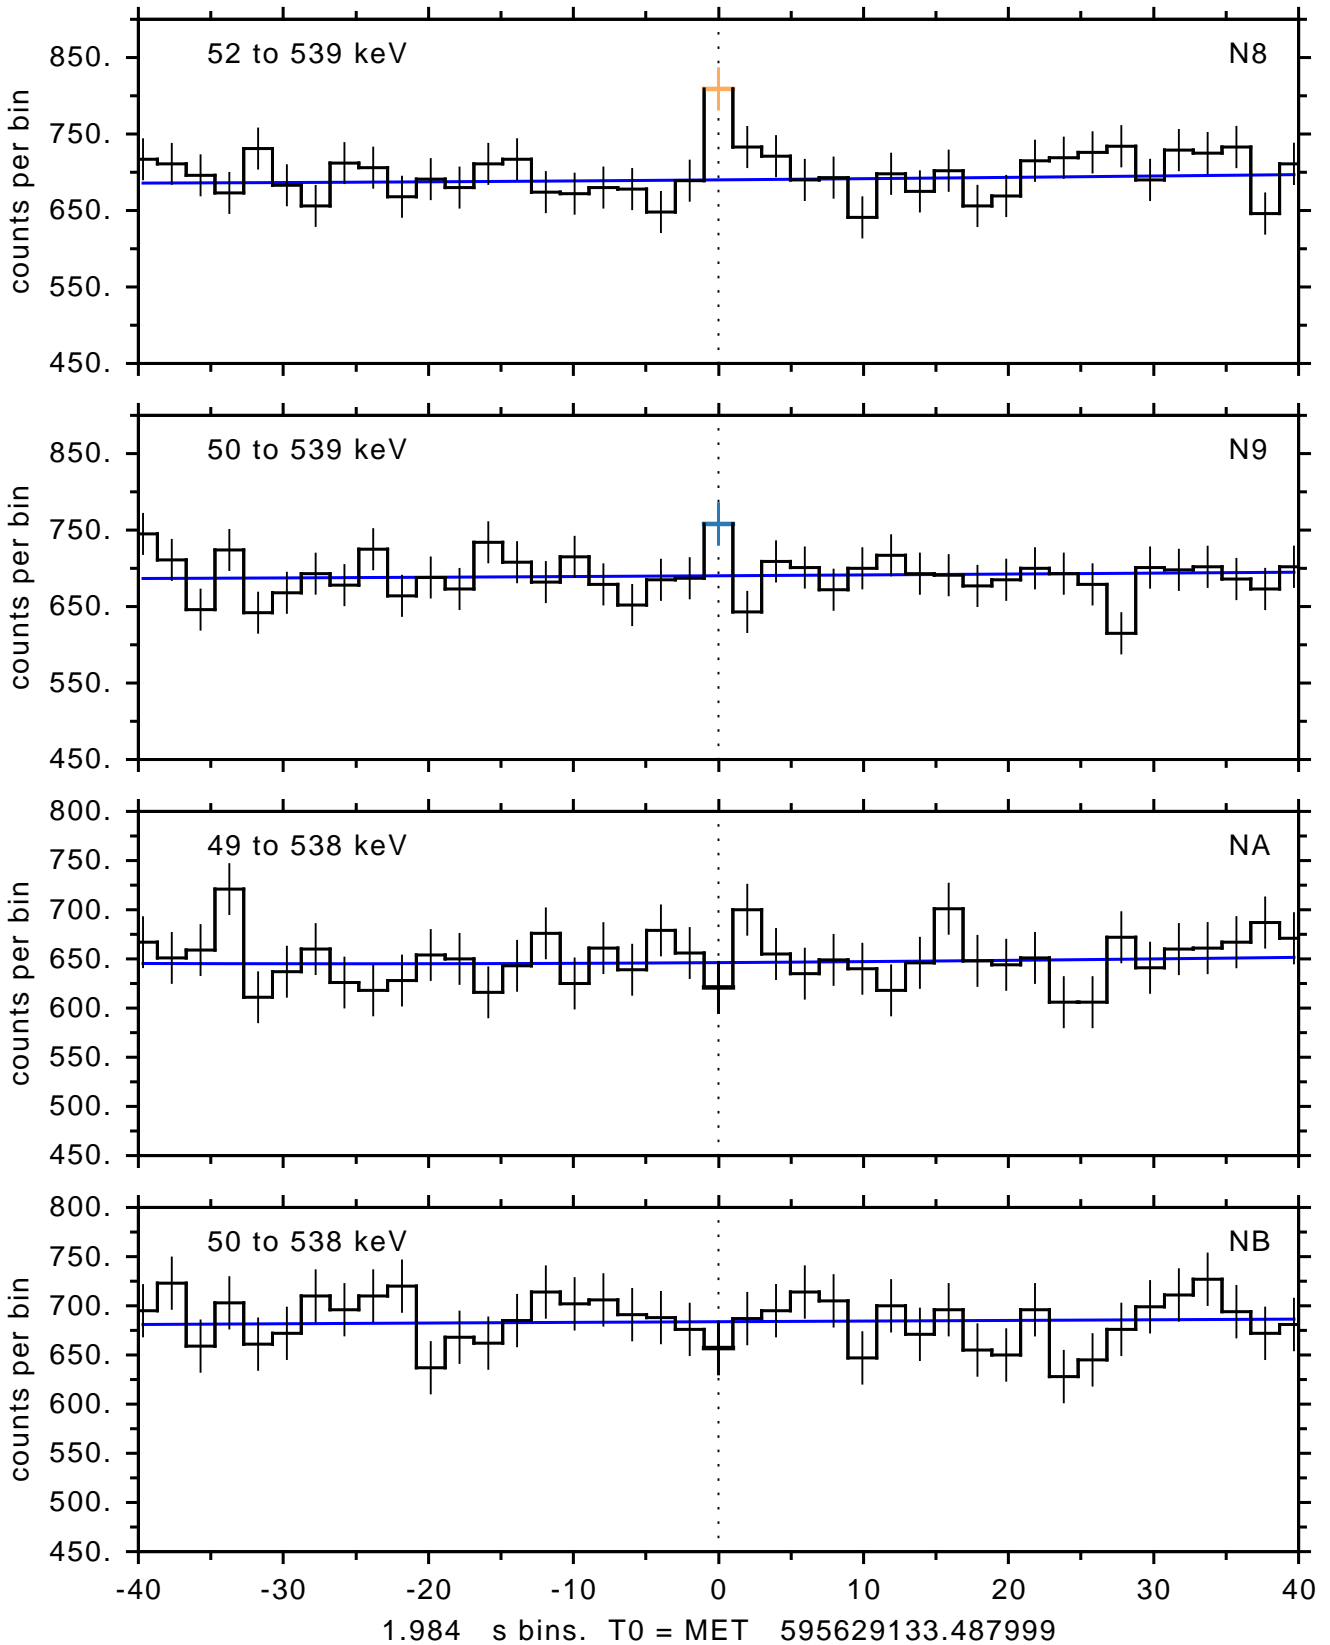 52 to 539 keV N8
850.
750.
650.
550.
450.
counts per bin
50 to 539 keV N9
850.
750.
650.
550.
450.
counts per bin
49 to 538 keV NA
800.
750.
700.
650.
600.
550.
500.
450.
counts per bin
50 to 538 keV NB
800.
750.
700.
650.
600.
550.
500.
450.
counts per bin
-40 -30 -20 -10 0 10 20 30 40
1.984 s bins. T0 = MET 595629133.487999